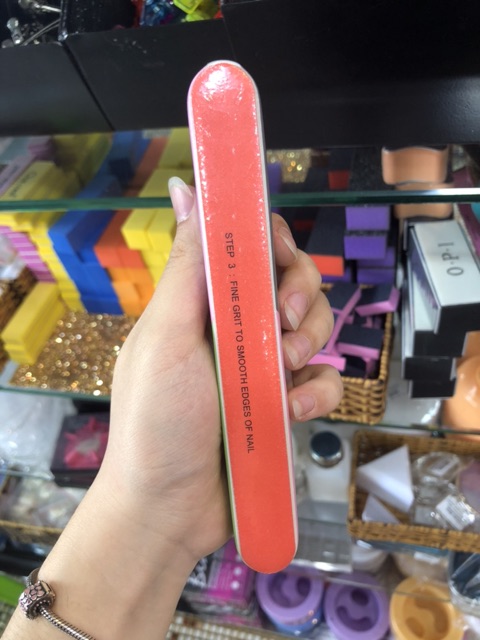 STEP 3 : FINE GRIT TO SMOOTH EDGES OF NAIL
O·P·I